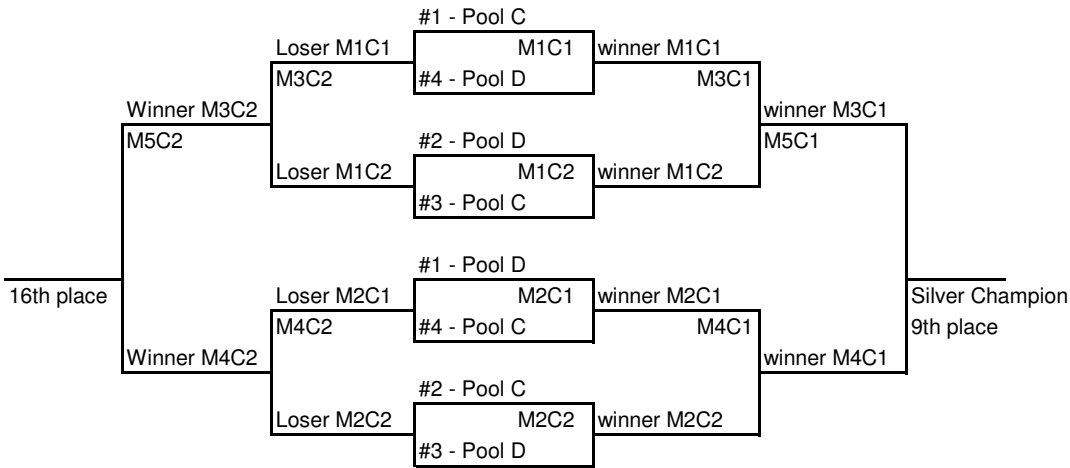 #1 - Pool C
Loser M1C1
M1C1
winner M1C1
M3C2
#4 - Pool D
M3C1
Winner M3C2
winner M3C1
M5C2
#2 - Pool D
M5C1
Loser M1C2
M1C2
winner M1C2
#3 - Pool C
#1 - Pool D
16th place
Loser M2C1
M2C1
winner M2C1
Silver Champion
M4C2
#4 - Pool C
M4C1
9th place
Winner M4C2
winner M4C1
#2 - Pool C
Loser M2C2
M2C2
winner M2C2
#3 - Pool D